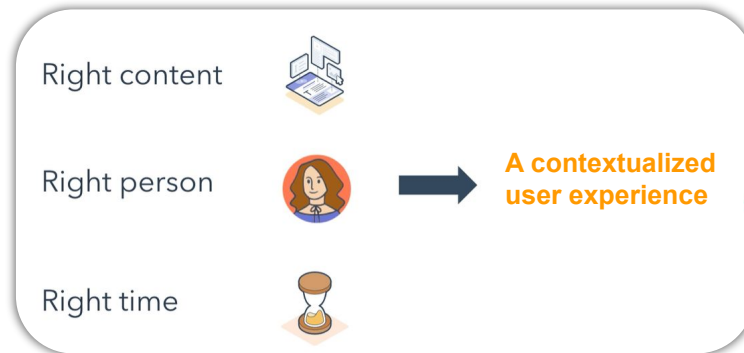 Right content
Right person
A contextualized
user experience
Right time